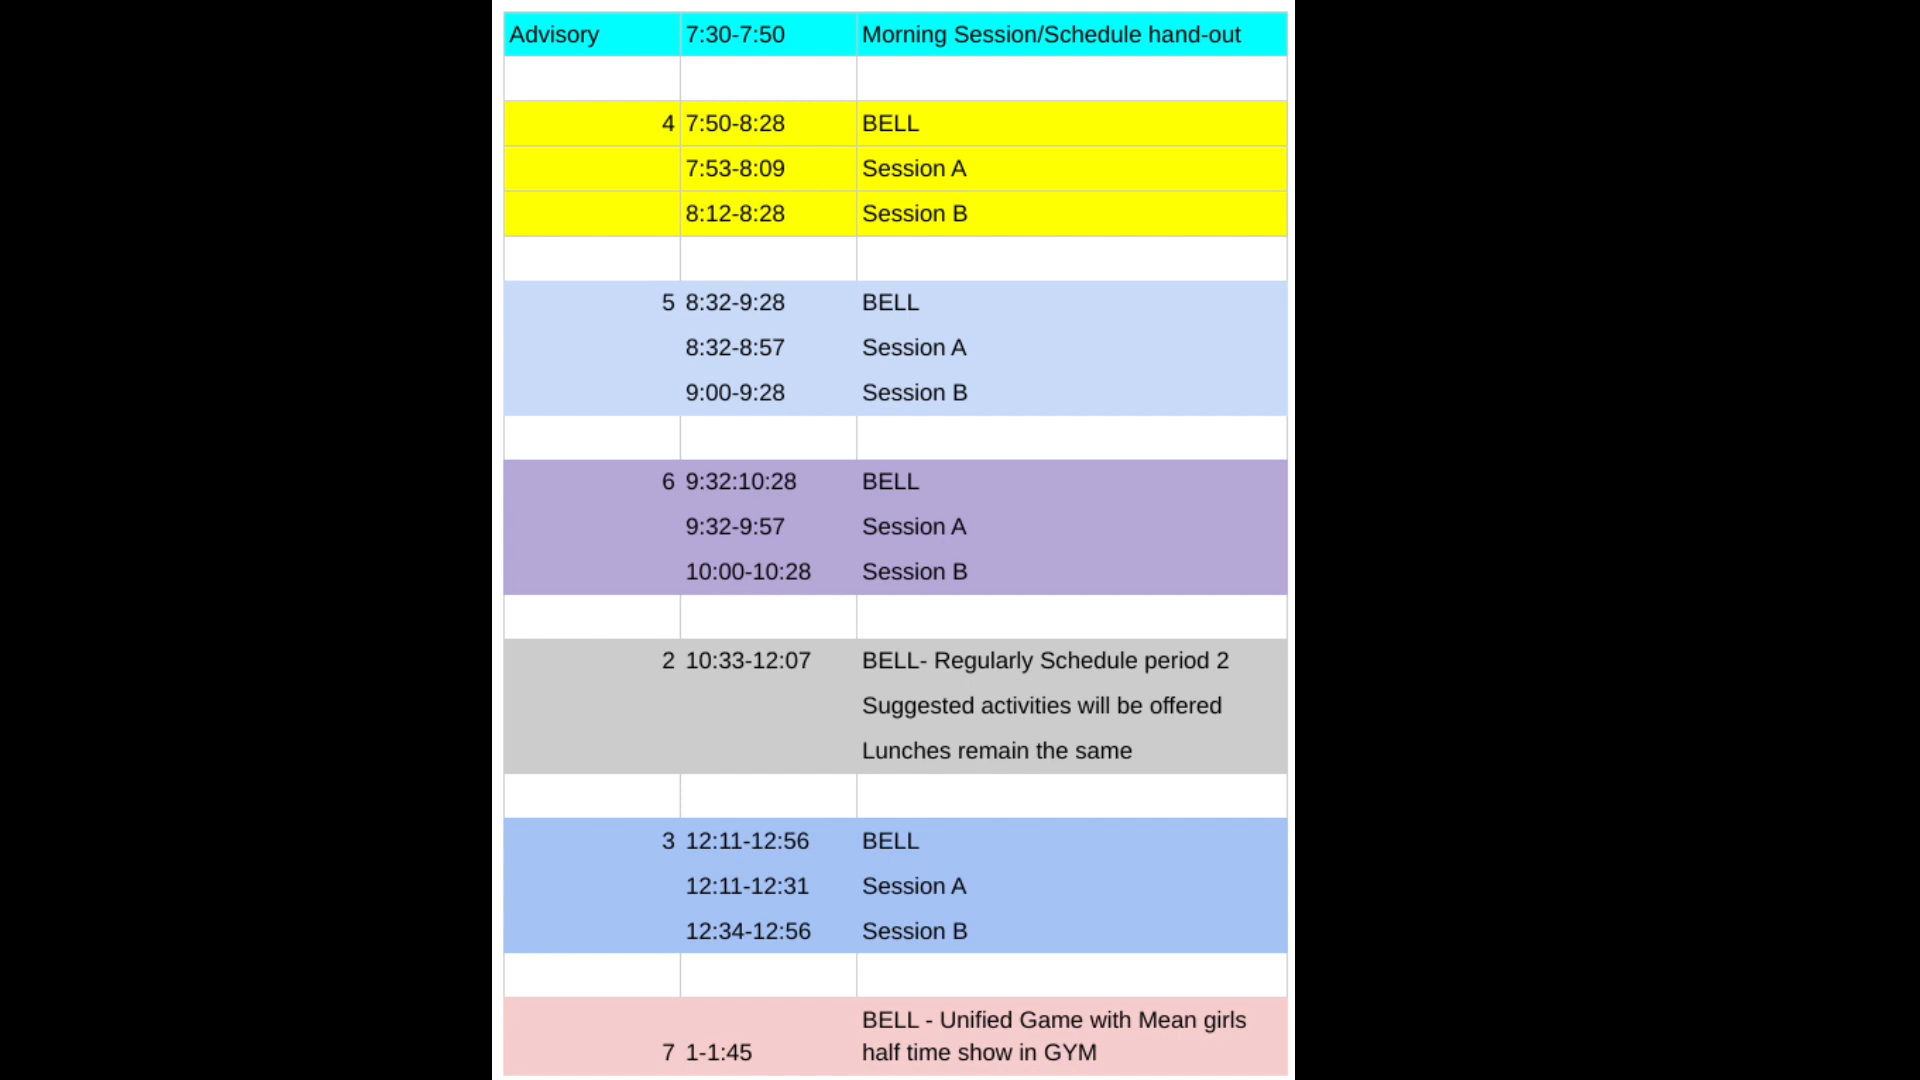 Advisory 7:30-7:50 Morning Session/Schedule hand-out
4 7:50-8:28 BELL
7:53-8:09 Session A
8:12-8:28 Session B
5 8:32-9:28 BELL
8:32-8:57 Session A
9:00-9:28 Session B
6 9:32:10:28 BELL
9:32-9:57 Session A
10:00-10:28 Session B
2 10:33-12:07 BELL- Regularly Schedule period 2
Suggested activities will be offered
Lunches remain the same
3 12:11-12:56 BELL
12:11-12:31 Session A
12:34-12:56 Session B
BELL - Unified Game with Mean girls
7 1-1:45 half time show in GYM